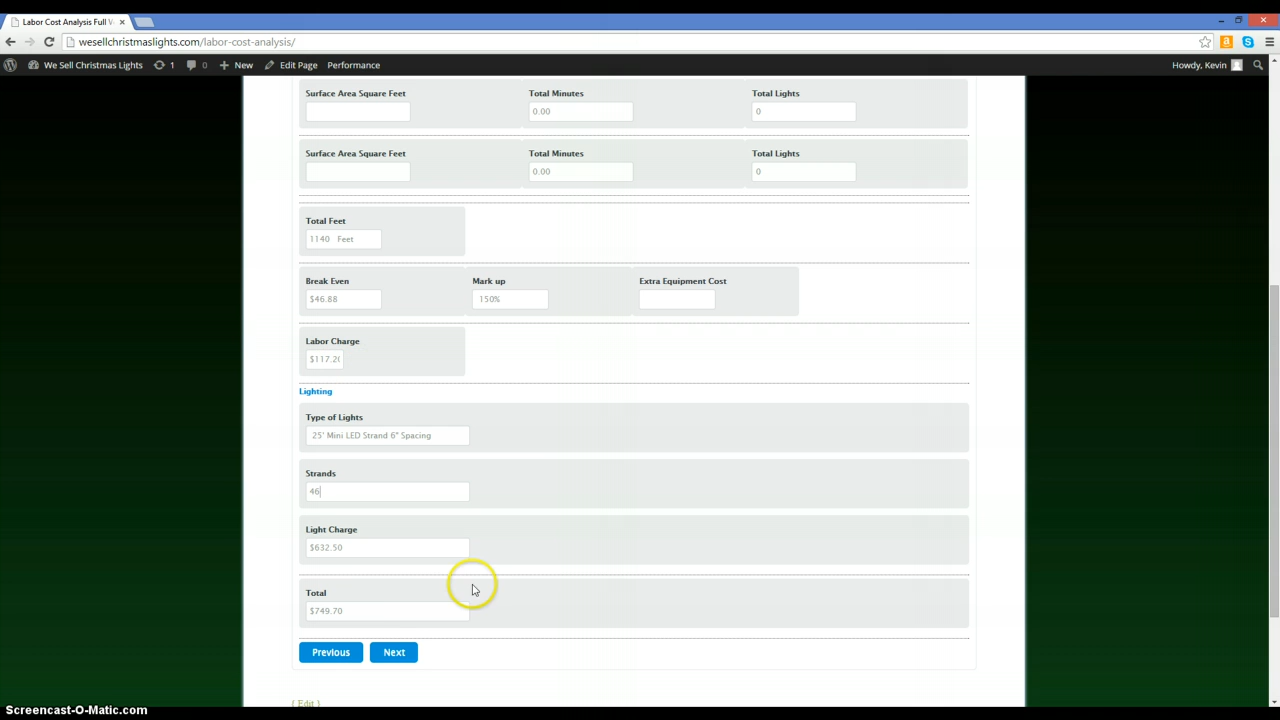 Labor Cost Analysis Full V
wesellchristmaslights.com/labor-cost-analysis/
We Sell Christmas Lights 1 0 New Edit Page Performance Howdy, Kevin
Surface Area Square Feet Total Minutes Total Lights
0.00 0
Surface Area Square Feet Total Minutes Total Lights
0.00 0
Total Feet
1140 Feet
Break Even Mark up Extra Equipment Cost
$46.88 150%
Labor Charge
$117.20
Lighting
Type of Lights
25' Mini LED Strand 6" Spacing
Strands
46
Light Charge
$632.50
Total
$749.70
Previous Next
( Edit )
Screencast-O-Matic.com